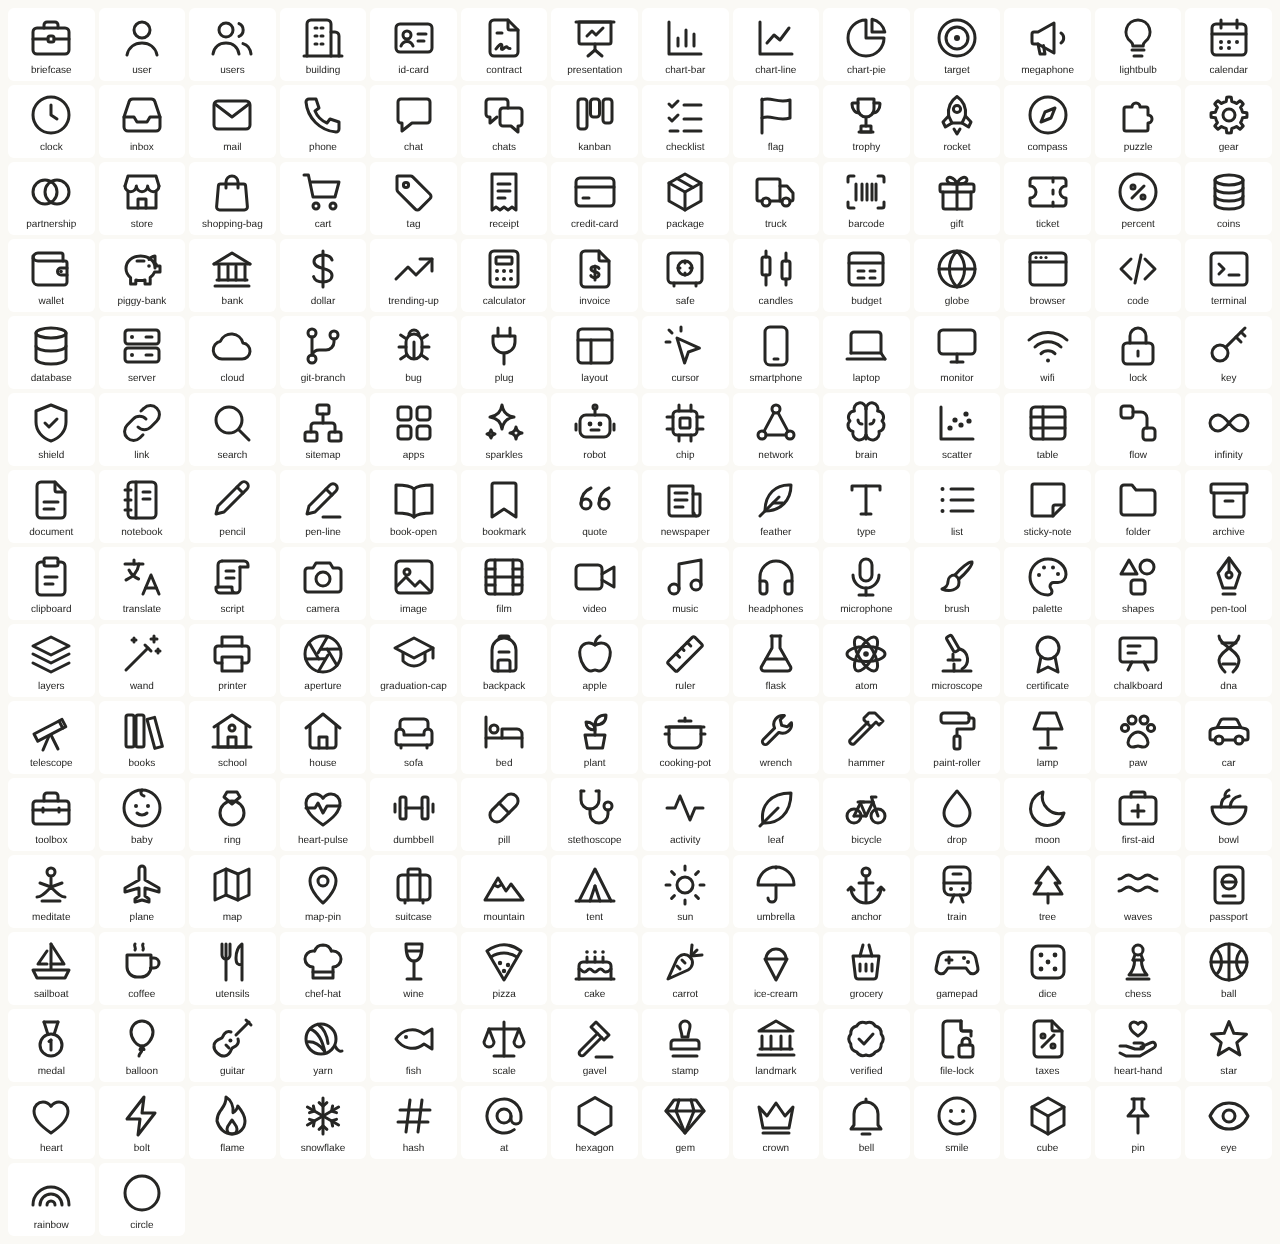 briefcase user users building id-card contract presentation chart-bar chart-line chart-pie target megaphone lightbulb calendar
clock inbox mail phone chat chats kanban checklist flag trophy rocket compass puzzle gear
partnership store shopping-bag cart tag receipt credit-card package truck barcode gift ticket percent coins
wallet piggy-bank bank dollar trending-up calculator invoice safe candles budget globe browser code terminal
database server cloud git-branch bug plug layout cursor smartphone laptop monitor wifi lock key
shield link search sitemap apps sparkles robot chip network brain scatter table flow infinity
document notebook pencil pen-line book-open bookmark quote newspaper feather type list sticky-note folder archive
clipboard translate script camera image film video music headphones microphone brush palette shapes pen-tool
layers wand printer aperture graduation-cap backpack apple ruler flask atom microscope certificate chalkboard dna
telescope books school house sofa bed plant cooking-pot wrench hammer paint-roller lamp paw car
toolbox baby ring heart-pulse dumbbell pill stethoscope activity leaf bicycle drop moon first-aid bowl
meditate plane map map-pin suitcase mountain tent sun umbrella anchor train tree waves passport
sailboat coffee utensils chef-hat wine pizza cake carrot ice-cream grocery gamepad dice chess ball
medal balloon guitar yarn fish scale gavel stamp landmark verified file-lock taxes heart-hand star
heart bolt flame snowflake hash at hexagon gem crown bell smile cube pin eye
rainbow circle